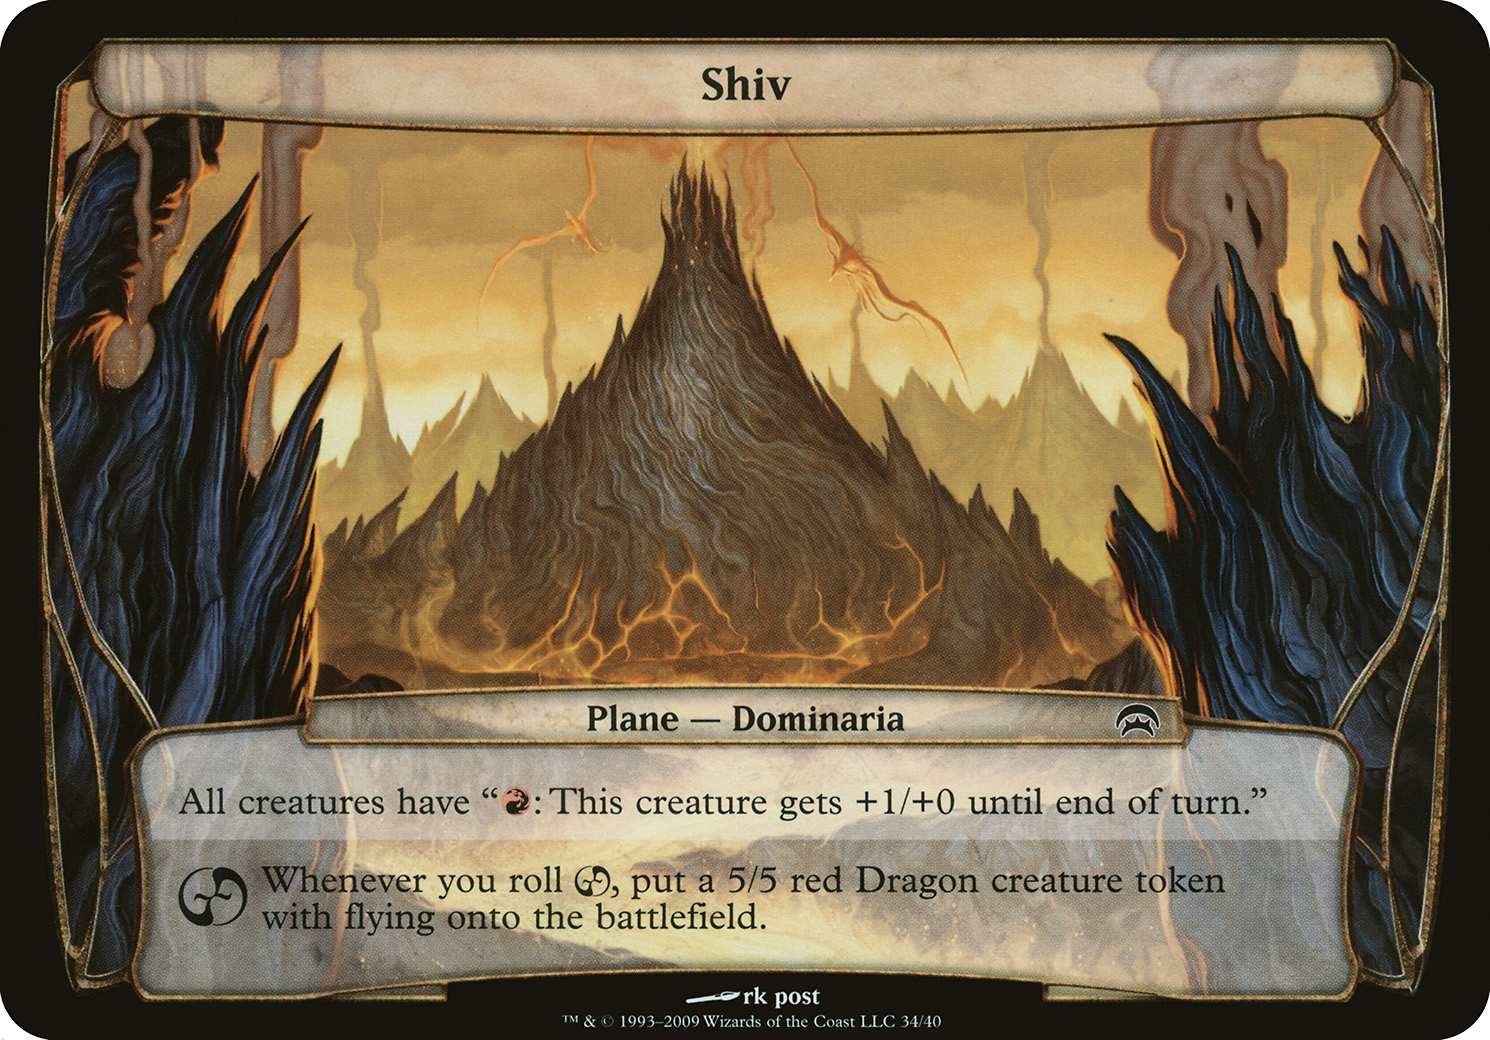 Shiv
Plane — Dominaria
All creatures have “: This creature gets +1/+0 until end of turn.”
Whenever you roll , put a 5/5 red Dragon creature token
with flying onto the battlefield.
rk post
™ & © 1993–2009 Wizards of the Coast LLC 34/40